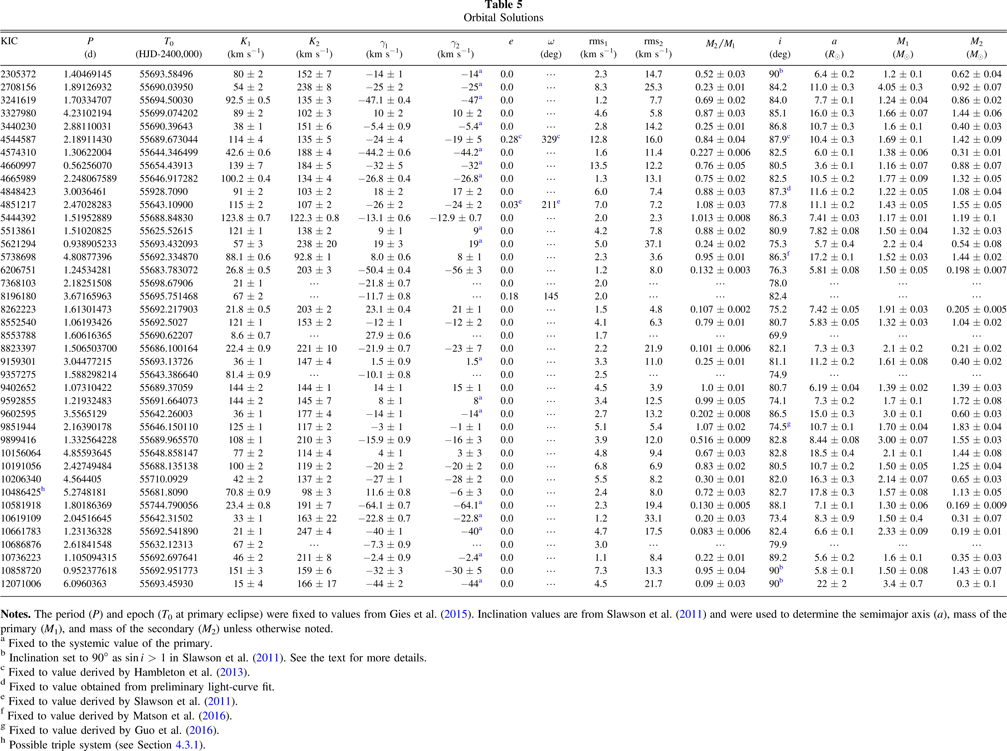 Table 5
Orbital Solutions
KIC P T0 K1 K2 γ1 γ2 e ω rms1 rms2 M2/M1 i a M1 M2
(d) (HJD-2400,000) (km s−1) (km s−1) (km s−1) (km s−1) (deg) (km s−1) (km s−1) (deg) (R⊙) (M⊙) (M⊙)
2305372 1.40469145 55693.58496 80 ± 2 152 ± 7 −14 ± 1 −14a 0.0 ⋯ 2.3 14.7 0.52 ± 0.03 90b 6.4 ± 0.2 1.2 ± 0.1 0.62 ± 0.04
2708156 1.89126932 55690.03950 54 ± 2 238 ± 8 −25 ± 2 −25a 0.0 ⋯ 8.3 25.3 0.23 ± 0.01 84.2 11.0 ± 0.3 4.05 ± 0.3 0.92 ± 0.07
3241619 1.70334707 55694.50030 92.5 ± 0.5 135 ± 3 −47.1 ± 0.4 −47a 0.0 ⋯ 1.2 7.7 0.69 ± 0.02 84.0 7.7 ± 0.1 1.24 ± 0.04 0.86 ± 0.02
3327980 4.23102194 55699.074202 89 ± 2 102 ± 3 10 ± 2 10 ± 2 0.0 ⋯ 4.6 5.8 0.87 ± 0.03 85.1 16.0 ± 0.3 1.66 ± 0.07 1.44 ± 0.06
3440230 2.88110031 55690.39643 38 ± 1 151 ± 6 −5.4 ± 0.9 −5.4a 0.0 ⋯ 2.8 14.2 0.25 ± 0.01 86.8 10.7 ± 0.3 1.6 ± 0.1 0.40 ± 0.03
4544587 2.18911430 55689.673044 114 ± 4 135 ± 5 −24 ± 4 −19 ± 5 0.28c 329c 12.8 16.0 0.84 ± 0.04 87.9c 10.4 ± 0.3 1.69 ± 0.1 1.42 ± 0.09
4574310 1.30622004 55644.346499 42.6 ± 0.6 188 ± 4 −44.2 ± 0.6 −44.2a 0.0 ⋯ 1.6 11.4 0.227 ± 0.006 82.5 6.0 ± 0.1 1.38 ± 0.06 0.31 ± 0.01
4660997 0.56256070 55654.43913 139 ± 7 184 ± 5 −32 ± 5 −32a 0.0 ⋯ 13.5 12.2 0.76 ± 0.05 80.5 3.6 ± 0.1 1.16 ± 0.07 0.88 ± 0.07
4665989 2.248067589 55646.917282 100.2 ± 0.4 134 ± 4 −26.8 ± 0.4 −26.8a 0.0 ⋯ 1.3 13.1 0.75 ± 0.02 82.5 10.5 ± 0.2 1.77 ± 0.09 1.32 ± 0.05
4848423 3.0036461 55928.7090 91 ± 2 103 ± 2 18 ± 2 17 ± 2 0.0 ⋯ 6.0 7.4 0.88 ± 0.03 87.3d 11.6 ± 0.2 1.22 ± 0.05 1.08 ± 0.04
4851217 2.47028283 55643.10900 115 ± 2 107 ± 2 −26 ± 2 −24 ± 2 0.03e 211e 7.0 7.2 1.08 ± 0.03 77.8 11.1 ± 0.2 1.43 ± 0.05 1.55 ± 0.05
5444392 1.51952889 55688.84830 123.8 ± 0.7 122.3 ± 0.8 −13.1 ± 0.6 −12.9 ± 0.7 0.0 ⋯ 2.0 2.3 1.013 ± 0.008 86.3 7.41 ± 0.03 1.17 ± 0.01 1.19 ± 0.1
5513861 1.51020825 55625.52615 121 ± 1 138 ± 2 9 ± 1 9a 0.0 ⋯ 4.2 7.8 0.88 ± 0.02 80.9 7.82 ± 0.08 1.50 ± 0.04 1.32 ± 0.03
5621294 0.938905233 55693.432093 57 ± 3 238 ± 20 19 ± 3 19a 0.0 ⋯ 5.0 37.1 0.24 ± 0.02 75.3 5.7 ± 0.4 2.2 ± 0.4 0.54 ± 0.08
5738698 4.80877396 55692.334870 88.1 ± 0.6 92.8 ± 1 8.0 ± 0.6 8 ± 1 0.0 ⋯ 2.3 3.6 0.95 ± 0.01 86.3f 17.2 ± 0.1 1.52 ± 0.03 1.44 ± 0.02
6206751 1.24534281 55683.783072 26.8 ± 0.5 203 ± 3 −50.4 ± 0.4 −56 ± 3 0.0 ⋯ 1.2 8.0 0.132 ± 0.003 76.3 5.81 ± 0.08 1.50 ± 0.05 0.198 ± 0.007
7368103 2.18251508 55698.67906 21 ± 1 ⋯ −21.8 ± 0.7 ⋯ 0.0 ⋯ 2.0 ⋯ ⋯ 78.0 ⋯ ⋯ ⋯
8196180 3.67165963 55695.751468 67 ± 2 ⋯ −11.7 ± 0.8 ⋯ 0.18 145 2.0 ⋯ ⋯ 82.4 ⋯ ⋯ ⋯
8262223 1.61301473 55692.217903 21.8 ± 0.5 203 ± 2 23.1 ± 0.4 21 ± 1 0.0 ⋯ 1.5 4.8 0.107 ± 0.002 75.2 7.42 ± 0.05 1.91 ± 0.03 0.205 ± 0.005
8552540 1.06193426 55692.5027 121 ± 1 153 ± 2 −12 ± 1 −12 ± 2 0.0 ⋯ 4.1 6.3 0.79 ± 0.01 80.7 5.83 ± 0.05 1.32 ± 0.03 1.04 ± 0.02
8553788 1.60616365 55690.62207 8.6 ± 0.7 ⋯ 27.9 ± 0.6 ⋯ 0.0 ⋯ 1.7 ⋯ ⋯ 69.9 ⋯ ⋯ ⋯
8823397 1.506503700 55686.100164 22.4 ± 0.9 221 ± 10 −21.9 ± 0.7 −23 ± 7 0.0 ⋯ 2.2 21.9 0.101 ± 0.006 82.1 7.3 ± 0.3 2.1 ± 0.2 0.21 ± 0.02
9159301 3.04477215 55693.13726 36 ± 1 147 ± 4 1.5 ± 0.9 1.5a 0.0 ⋯ 3.3 11.0 0.25 ± 0.01 81.1 11.2 ± 0.2 1.61 ± 0.08 0.40 ± 0.02
9357275 1.588298214 55643.386640 81.4 ± 0.9 ⋯ −10.1 ± 0.8 ⋯ 0.0 ⋯ 2.5 ⋯ ⋯ 74.9 ⋯ ⋯ ⋯
9402652 1.07310422 55689.37059 144 ± 2 144 ± 1 14 ± 1 15 ± 1 0.0 ⋯ 4.5 3.9 1.0 ± 0.01 80.7 6.19 ± 0.04 1.39 ± 0.02 1.39 ± 0.03
9592855 1.21932483 55691.664073 144 ± 2 145 ± 7 8 ± 1 8a 0.0 ⋯ 3.4 12.5 0.99 ± 0.05 74.1 7.3 ± 0.2 1.7 ± 0.1 1.72 ± 0.08
9602595 3.5565129 55642.26003 36 ± 1 177 ± 4 −14 ± 1 −14a 0.0 ⋯ 2.7 13.2 0.202 ± 0.008 86.5 15.0 ± 0.3 3.0 ± 0.1 0.60 ± 0.03
9851944 2.16390178 55646.150110 125 ± 1 117 ± 2 −3 ± 1 −1 ± 1 0.0 ⋯ 5.1 5.4 1.07 ± 0.02 74.5g 10.7 ± 0.1 1.70 ± 0.04 1.83 ± 0.04
9899416 1.332564228 55689.965570 108 ± 1 210 ± 3 −15.9 ± 0.9 −16 ± 3 0.0 ⋯ 3.9 12.0 0.516 ± 0.009 82.8 8.44 ± 0.08 3.00 ± 0.07 1.55 ± 0.03
10156064 4.85593645 55648.858147 77 ± 2 114 ± 4 4 ± 1 3 ± 3 0.0 ⋯ 4.8 9.4 0.67 ± 0.03 82.8 18.5 ± 0.4 2.1 ± 0.1 1.44 ± 0.08
10191056 2.42749484 55688.135138 100 ± 2 119 ± 2 −20 ± 2 −20 ± 2 0.0 ⋯ 6.8 6.9 0.83 ± 0.02 80.5 10.7 ± 0.2 1.50 ± 0.05 1.25 ± 0.04
10206340 4.564405 55710.0929 42 ± 2 137 ± 2 −27 ± 1 −28 ± 2 0.0 ⋯ 5.5 8.2 0.30 ± 0.01 82.0 16.3 ± 0.3 2.14 ± 0.07 0.65 ± 0.03
10486425h 5.2748181 55681.8090 70.8 ± 0.9 98 ± 3 11.6 ± 0.8 −6 ± 3 0.0 ⋯ 2.4 8.0 0.72 ± 0.03 82.7 17.8 ± 0.3 1.57 ± 0.08 1.13 ± 0.05
10581918 1.80186369 55744.790056 23.4 ± 0.8 191 ± 7 −64.1 ± 0.7 −64.1a 0.0 ⋯ 2.3 19.4 0.130 ± 0.005 88.1 7.1 ± 0.1 1.30 ± 0.06 0.169 ± 0.009
10619109 2.04516645 55642.31502 33 ± 1 163 ± 22 −22.8 ± 0.7 −22.8a 0.0 ⋯ 1.2 33.1 0.20 ± 0.03 73.4 8.3 ± 0.9 1.50 ± 0.4 0.31 ± 0.07
10661783 1.23136328 55692.541890 21 ± 1 247 ± 4 −40 ± 1 −40a 0.0 ⋯ 4.7 17.5 0.083 ± 0.006 82.4 6.6 ± 0.1 2.33 ± 0.09 0.19 ± 0.01
10686876 2.61841548 55632.12313 67 ± 2 ⋯ −7.3 ± 0.9 ⋯ 0.0 ⋯ 3.0 ⋯ ⋯ 79.9 ⋯ ⋯ ⋯
10736223 1.105094315 55692.697641 46 ± 2 211 ± 8 −2.4 ± 0.9 −2.4a 0.0 ⋯ 1.1 8.4 0.22 ± 0.01 89.2 5.6 ± 0.2 1.6 ± 0.1 0.35 ± 0.03
10858720 0.952377618 55692.951773 151 ± 3 159 ± 6 −32 ± 3 −30 ± 5 0.0 ⋯ 7.3 13.3 0.95 ± 0.04 90b 5.8 ± 0.1 1.50 ± 0.08 1.43 ± 0.07
12071006 6.0960363 55693.45930 15 ± 4 166 ± 17 −44 ± 2 −44a 0.0 ⋯ 4.5 21.7 0.09 ± 0.03 90b 22 ± 2 3.4 ± 0.7 0.3 ± 0.1
Notes. The period (P) and epoch (T0 at primary eclipse) were fixed to values from Gies et al. (2015). Inclination values are from Slawson et al. (2011) and were used to determine the semimajor axis (a), mass of the
primary (M1), and mass of the secondary (M2) unless otherwise noted.
a Fixed to the systemic value of the primary.
b Inclination set to 90° as sin i > 1 in Slawson et al. (2011). See the text for more details.
c Fixed to value derived by Hambleton et al. (2013).
d Fixed to value obtained from preliminary light-curve fit.
e Fixed to value derived by Slawson et al. (2011).
f Fixed to value derived by Matson et al. (2016).
g Fixed to value derived by Guo et al. (2016).
h Possible triple system (see Section 4.3.1).